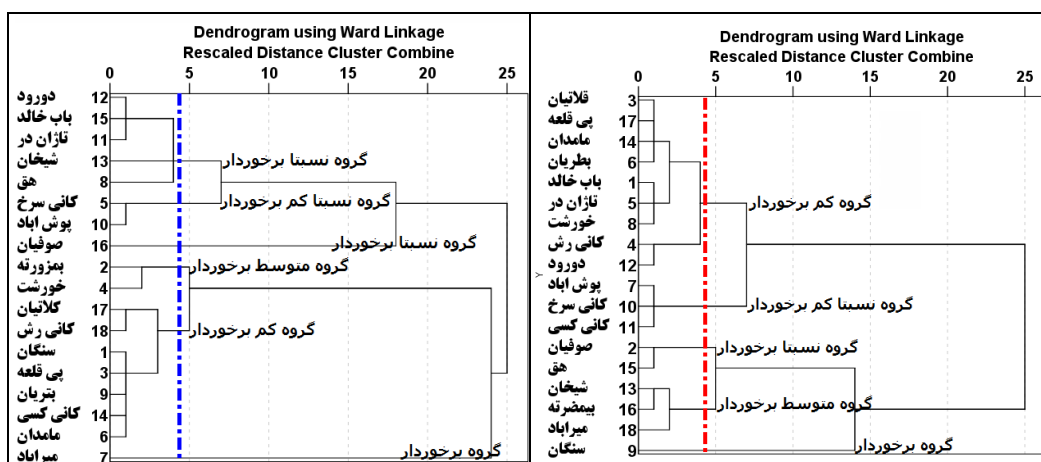 Dendrogram using Ward Linkage
Rescaled Distance Cluster Combine
0 5 10 15 20 25
دورود 12
باب خالد 15
تاژان در 11
شیخان 13
گروه نسبتا برخوردار
هق 8
کانی سرخ 5
گروه نسبتا کم برخوردار
پوش اباد 10
صوفیان 16
گروه نسبتا برخوردار
بمزورته 2
گروه متوسط برخوردار
خورشت 4
کلاتیان 17
کانی رش 18
گروه کم برخوردار
سنگان 1
پی قلعه 3
بتریان 9
کانی کسی 14
مامدان 6
میراباد 7
گروه برخوردار
Dendrogram using Ward Linkage
Rescaled Distance Cluster Combine
0 5 10 15 20 25
قلاتیان 3
پی قلعه 17
مامدان 14
بطریان 6
باب خالد 1
تاژان در 5
گروه کم برخوردار
خورشت 8
کانی رش 4
دورود 12
پوش اباد 7
Y
کانی سرخ 10
گروه نسبتا کم برخوردار
کانی کسی 11
صوفیان 2
گروه نسبتا برخوردار
هق 15
شیخان 13
بیمضرته 16
گروه متوسط برخوردار
میراباد 18
سنگان 9
گروه برخوردار